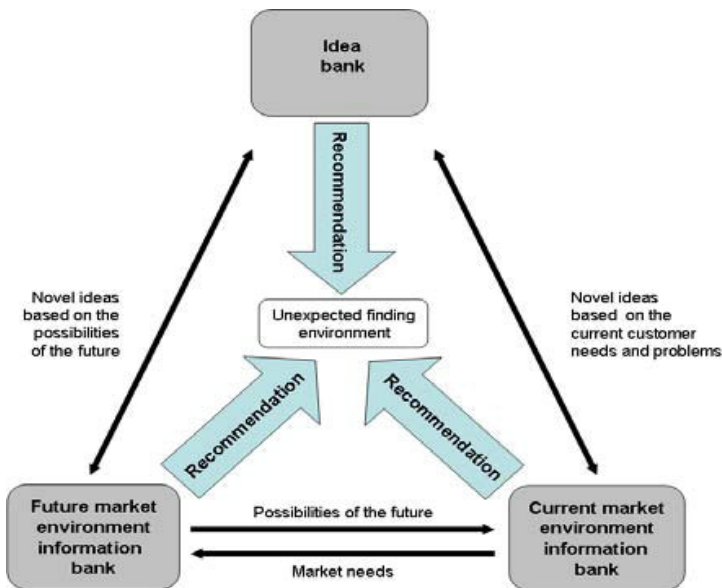 Idea
bank
Recommendation
Novel ideas
based on the
possibilities
of the future
Novel ideas
based on the
current customer
needs and problems
Unexpected finding
environment
Recommendation
Recommendation
Future market
environment
information
bank
Possibilities of the future
Market needs
Current market
environment
information
bank